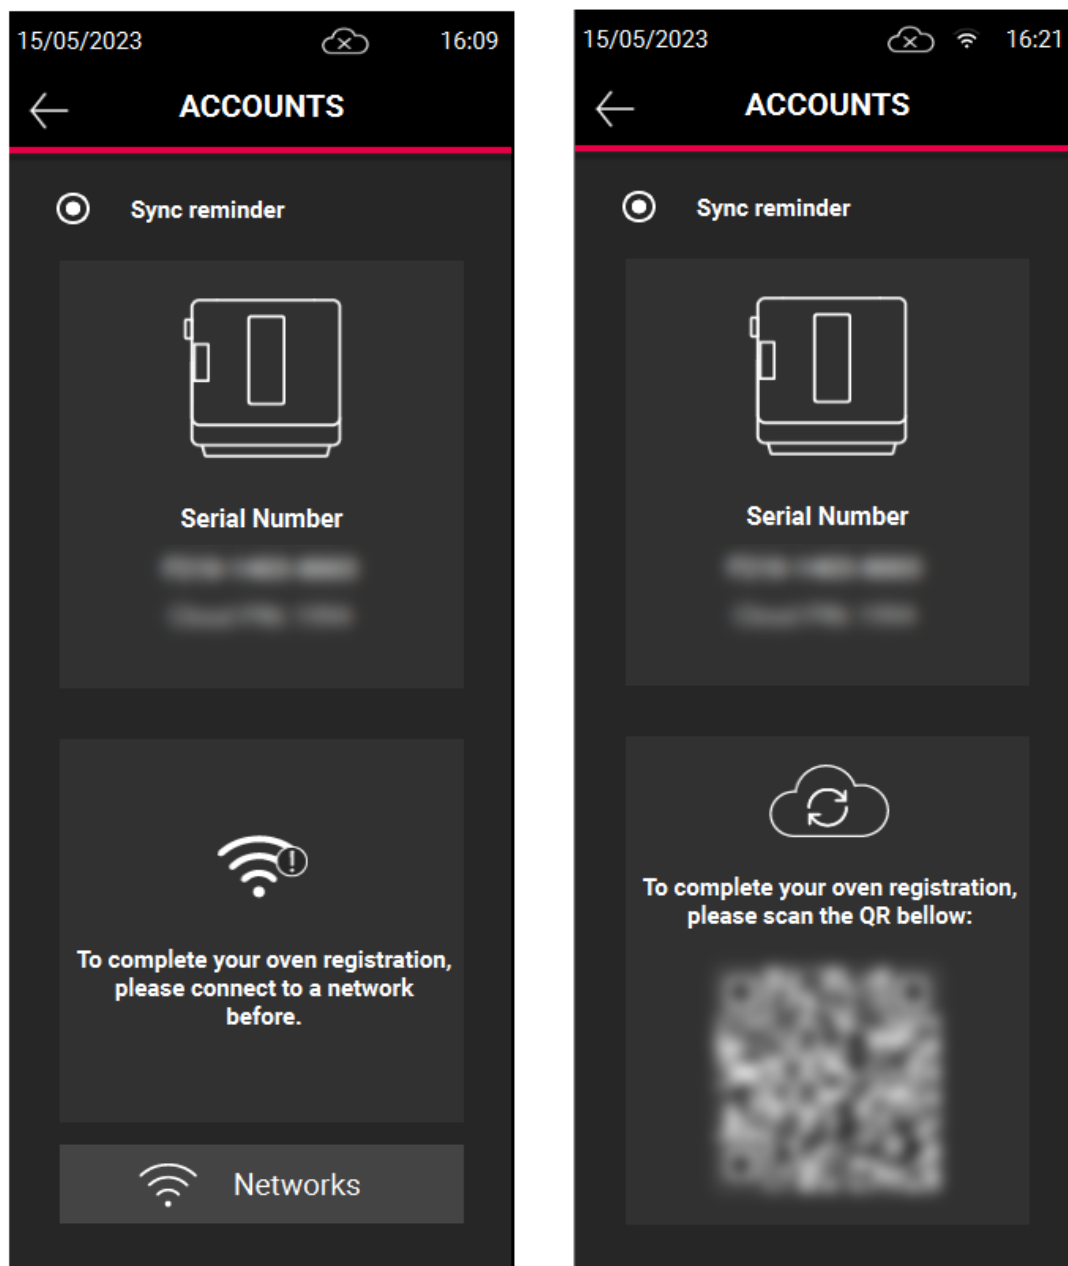 15/05/2023 16:09
ACCOUNTS
Sync reminder
Serial Number
To complete your oven registration,
please connect to a network
before.
Networks
15/05/2023 16:21
ACCOUNTS
Sync reminder
Serial Number
To complete your oven registration,
please scan the QR bellow: